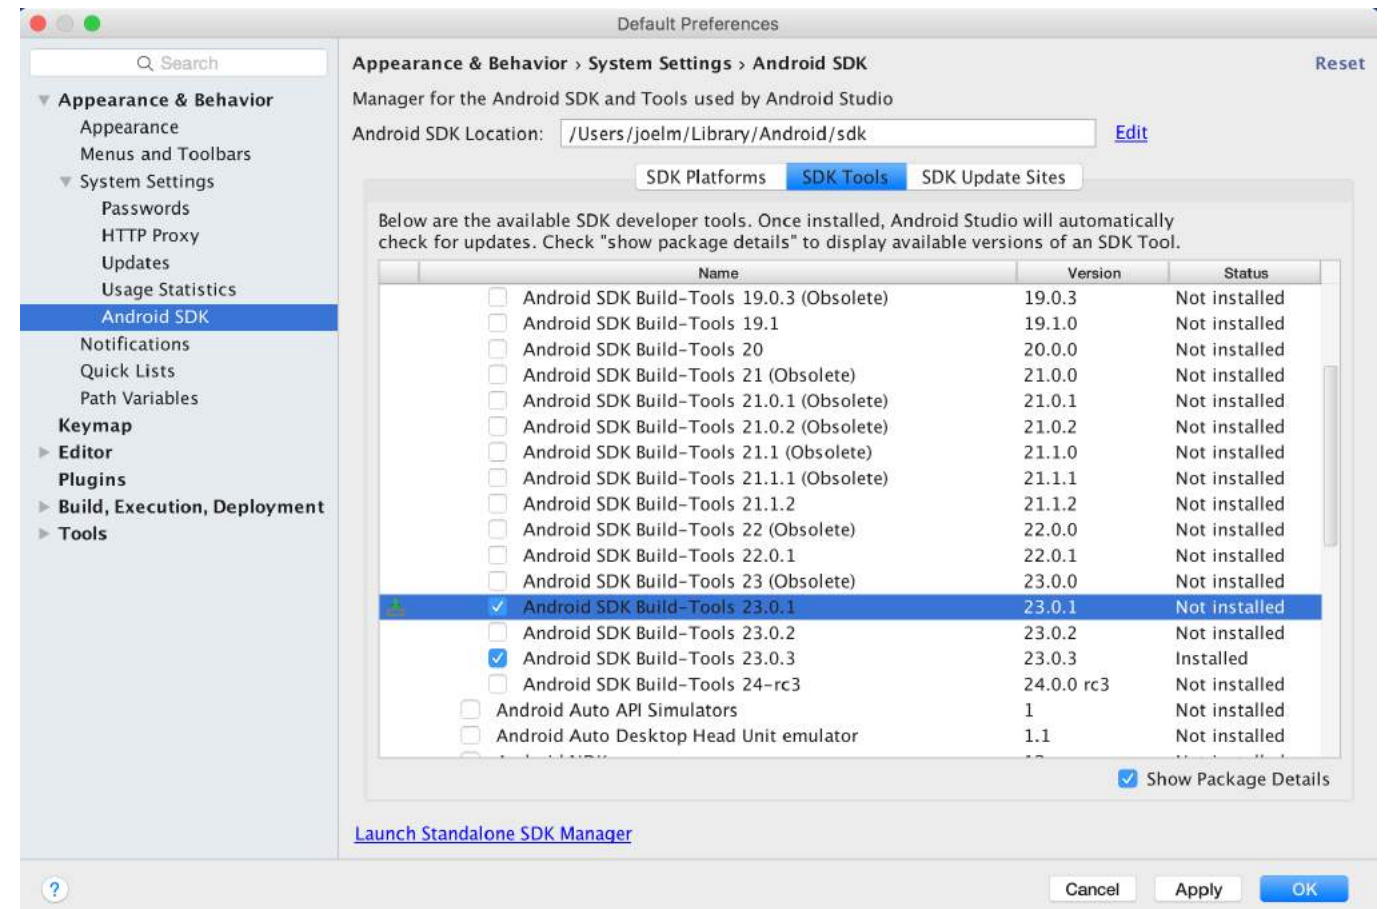 Default Preferences
Search
Appearance & Behavior
Appearance
Menus and Toolbars
System Settings
Passwords
HTTP Proxy
Updates
Usage Statistics
Android SDK
Notifications
Quick Lists
Path Variables
Keymap
Editor
Plugins
Build, Execution, Deployment
Tools
Appearance & Behavior › System Settings › Android SDK
Reset
Manager for the Android SDK and Tools used by Android Studio
Android SDK Location: /Users/joelm/Library/Android/sdk Edit
SDK Platforms SDK Tools SDK Update Sites
Below are the available SDK developer tools. Once installed, Android Studio will automatically
check for updates. Check "show package details" to display available versions of an SDK Tool.
Name Version Status
Android SDK Build-Tools 19.0.3 (Obsolete) 19.0.3 Not installed
Android SDK Build-Tools 19.1 19.1.0 Not installed
Android SDK Build-Tools 20 20.0.0 Not installed
Android SDK Build-Tools 21 (Obsolete) 21.0.0 Not installed
Android SDK Build-Tools 21.0.1 (Obsolete) 21.0.1 Not installed
Android SDK Build-Tools 21.0.2 (Obsolete) 21.0.2 Not installed
Android SDK Build-Tools 21.1 (Obsolete) 21.1.0 Not installed
Android SDK Build-Tools 21.1.1 (Obsolete) 21.1.1 Not installed
Android SDK Build-Tools 21.1.2 21.1.2 Not installed
Android SDK Build-Tools 22 (Obsolete) 22.0.0 Not installed
Android SDK Build-Tools 22.0.1 22.0.1 Not installed
Android SDK Build-Tools 23 (Obsolete) 23.0.0 Not installed
Android SDK Build-Tools 23.0.1 23.0.1 Not installed
Android SDK Build-Tools 23.0.2 23.0.2 Not installed
Android SDK Build-Tools 23.0.3 23.0.3 Installed
Android SDK Build-Tools 24-rc3 24.0.0 rc3 Not installed
Android Auto API Simulators 1 Not installed
Android Auto Desktop Head Unit emulator 1.1 Not installed
Show Package Details
Launch Standalone SDK Manager
? Cancel Apply OK